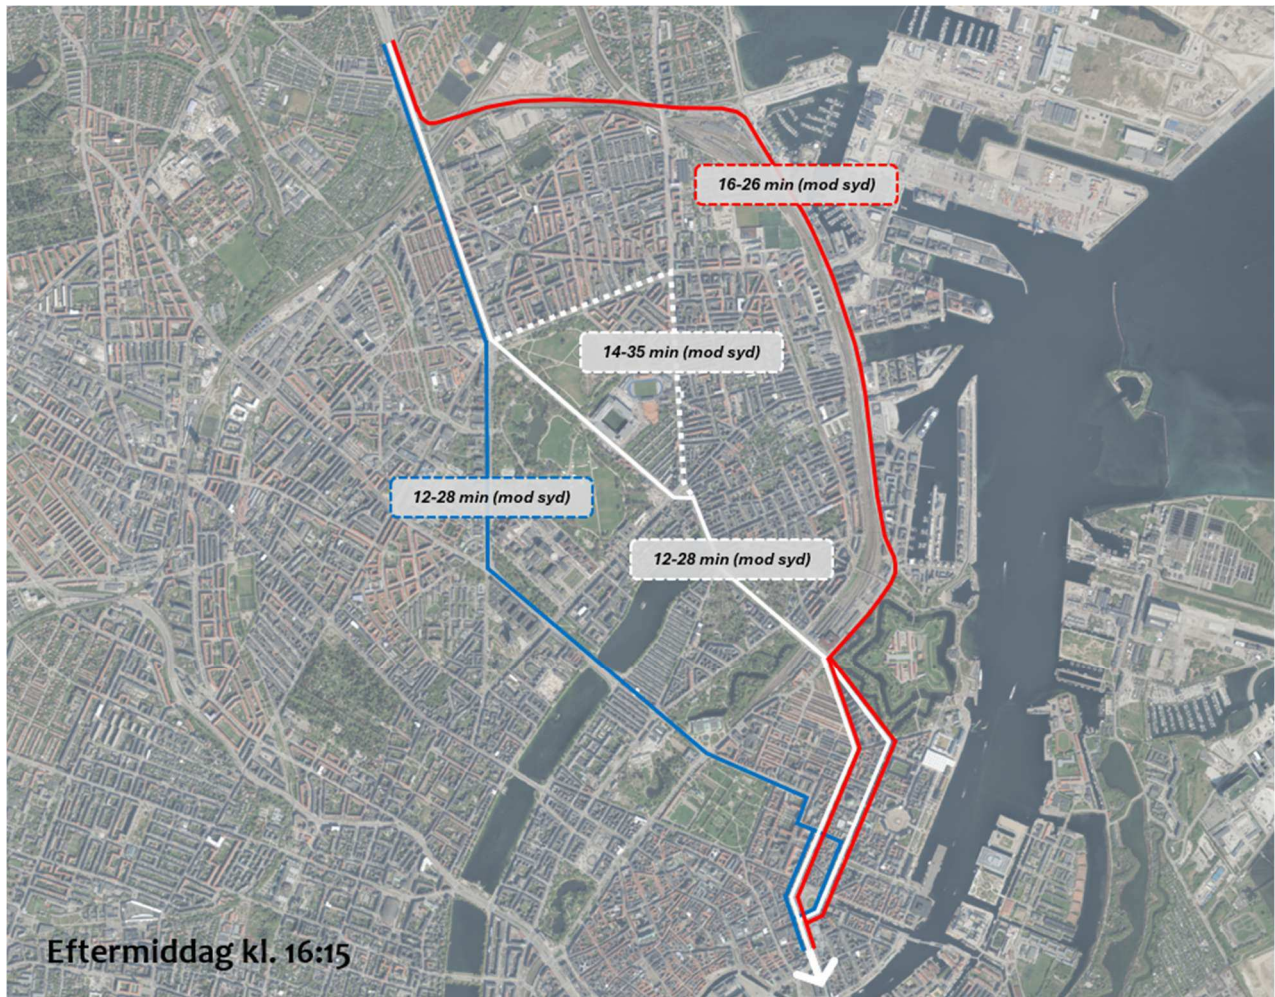 16-26 min (mod syd)
14-35 min (mod syd)
12-28 min (mod syd)
12-28 min (mod syd)
Eftermiddag kl. 16:15